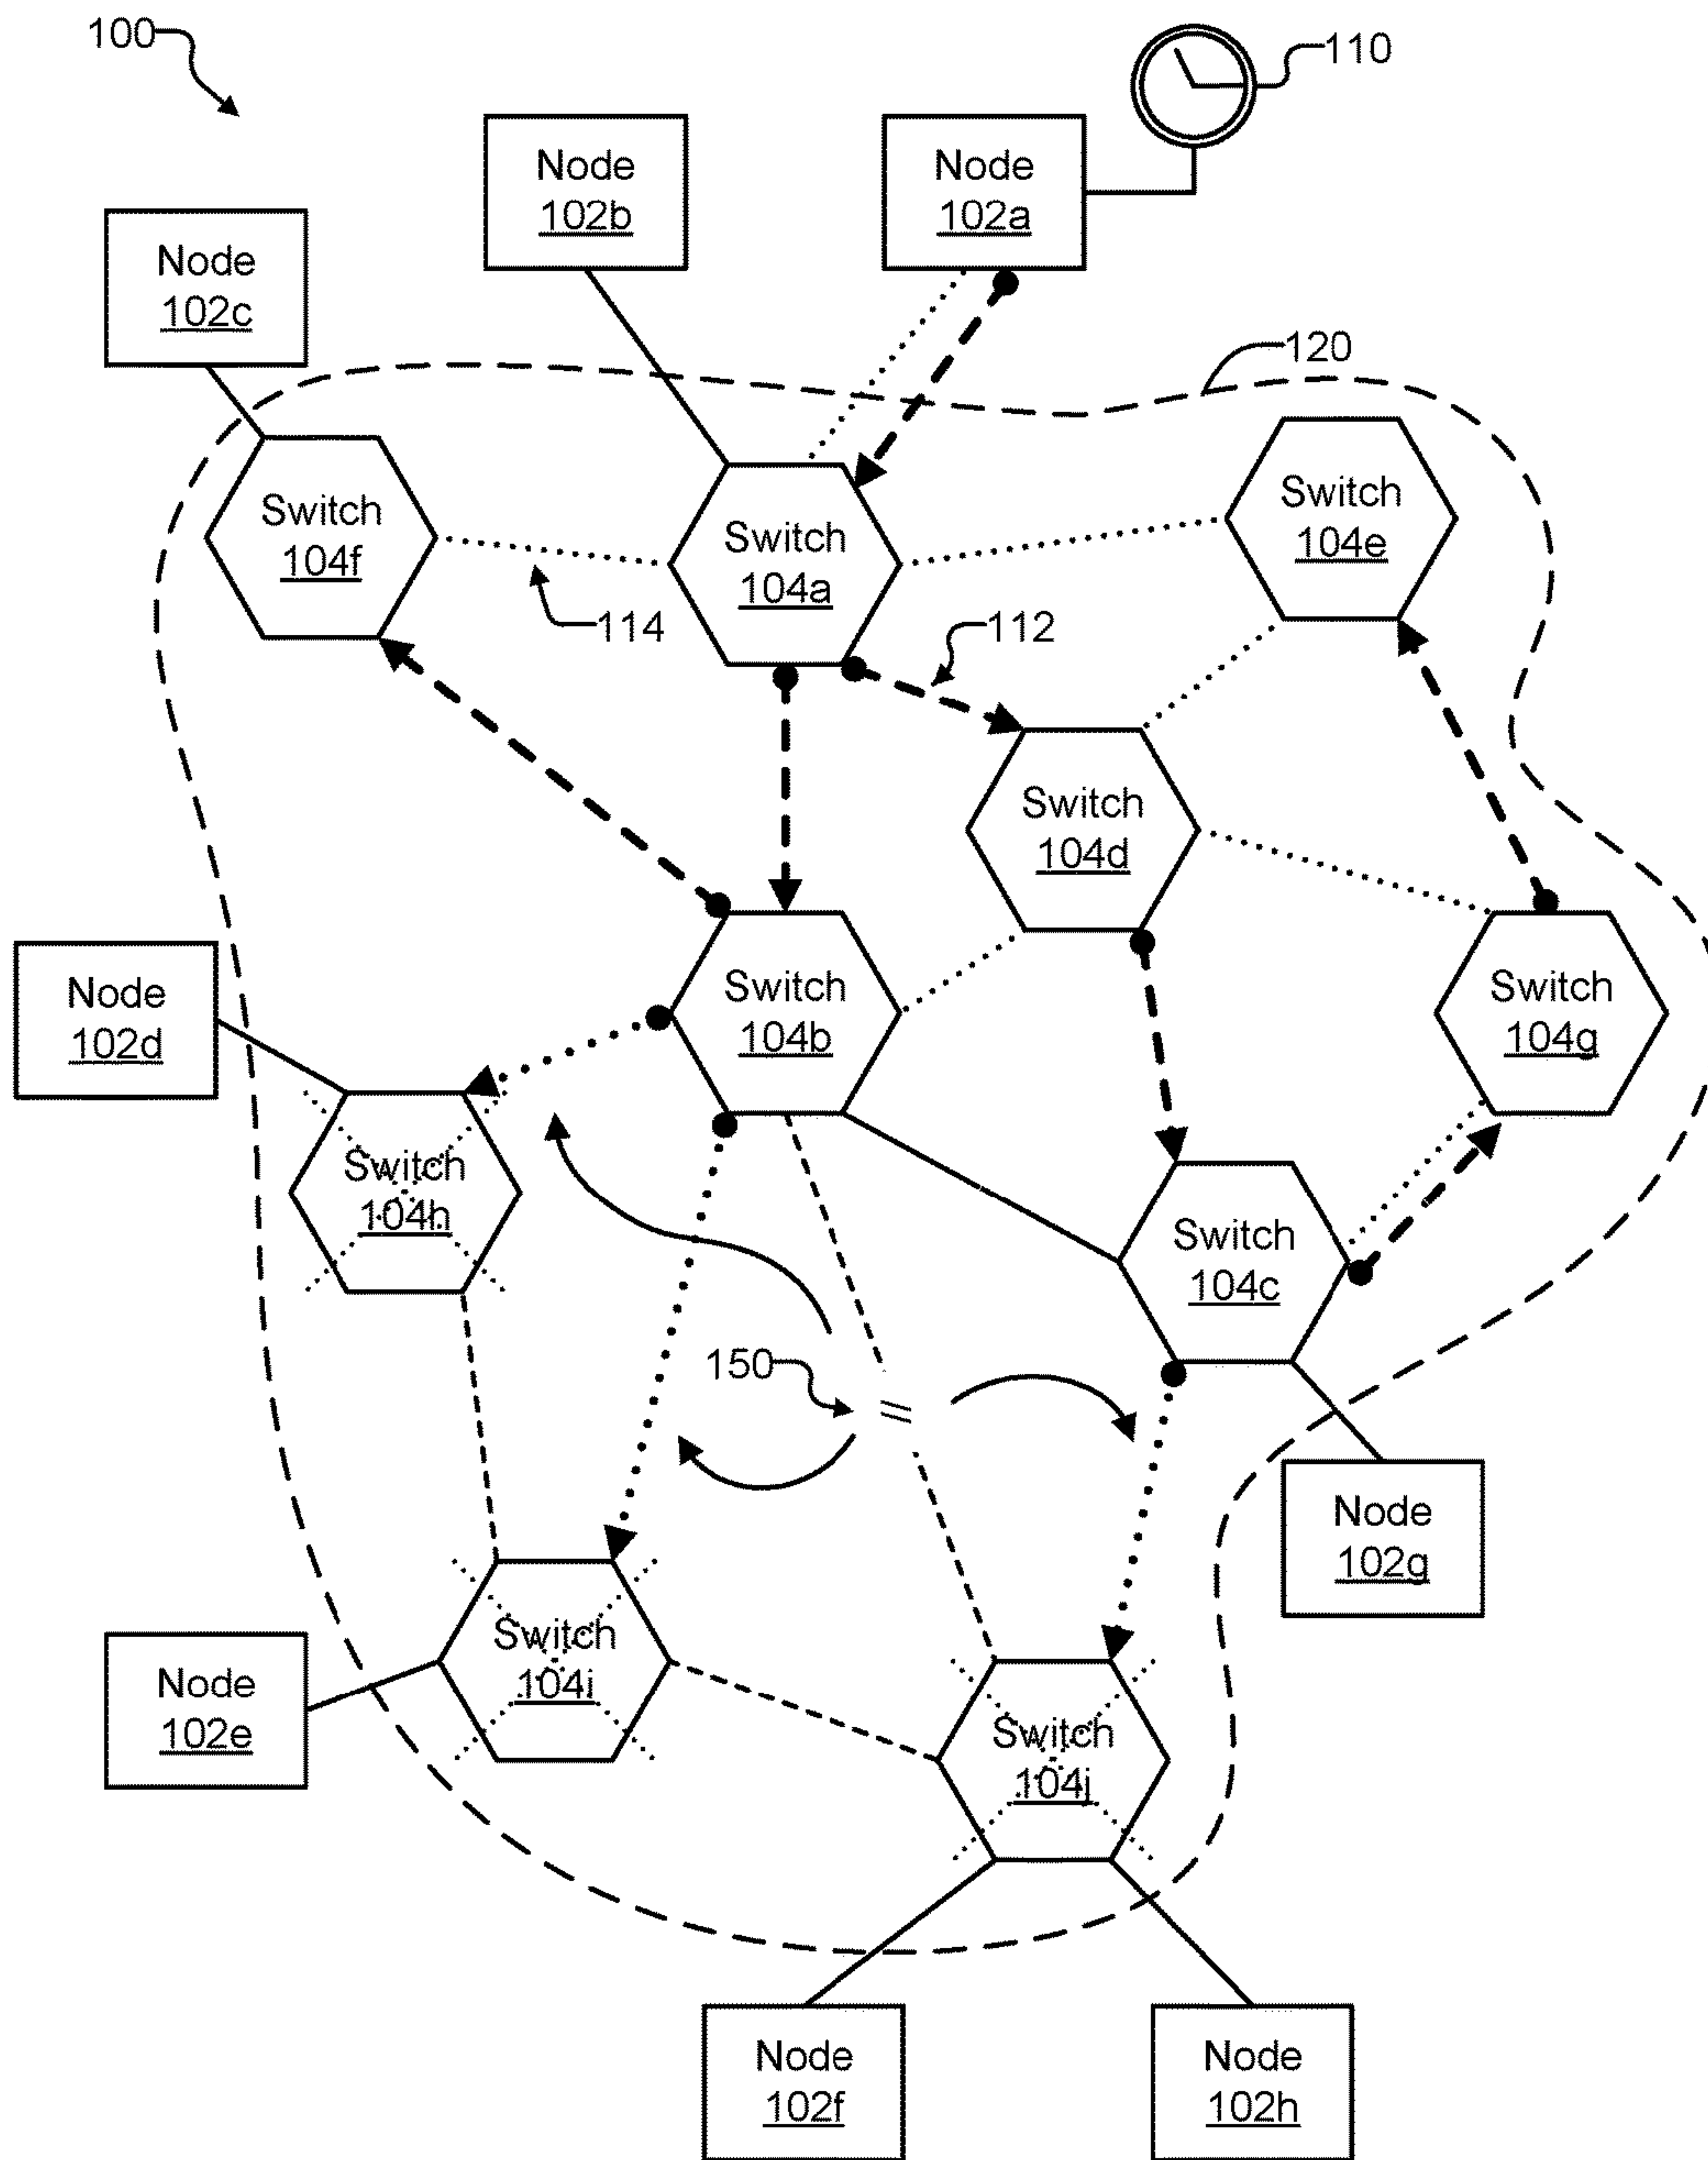 100
110
Node
102b
Node
102a
Node
102c
120
Switch
104f
Switch
104a
Switch
104e
114
112
Switch
104d
Node
102d
Switch
104b
Switch
104g
Switch
104h
Switch
104c
150
Node
102g
Node
102e
Switch
104i
Switch
104j
Node
102f
Node
102h